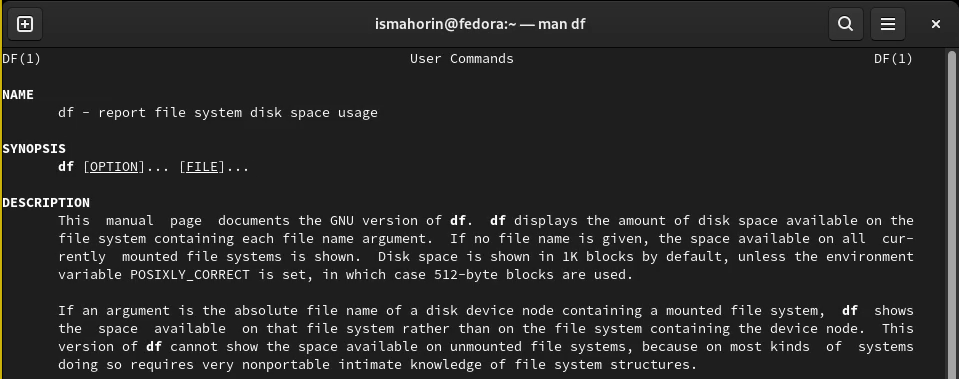 ismahorin@fedora:~ — man df
DF(1) User Commands DF(1)
NAME
df - report file system disk space usage
SYNOPSIS
df [OPTION]... [FILE]...
DESCRIPTION
This manual page documents the GNU version of df. df displays the amount of disk space available on the
file system containing each file name argument. If no file name is given, the space available on all cur-
rently mounted file systems is shown. Disk space is shown in 1K blocks by default, unless the environment
variable POSIXLY_CORRECT is set, in which case 512-byte blocks are used.
If an argument is the absolute file name of a disk device node containing a mounted file system, df shows
the space available on that file system rather than on the file system containing the device node. This
version of df cannot show the space available on unmounted file systems, because on most kinds of systems
doing so requires very nonportable intimate knowledge of file system structures.